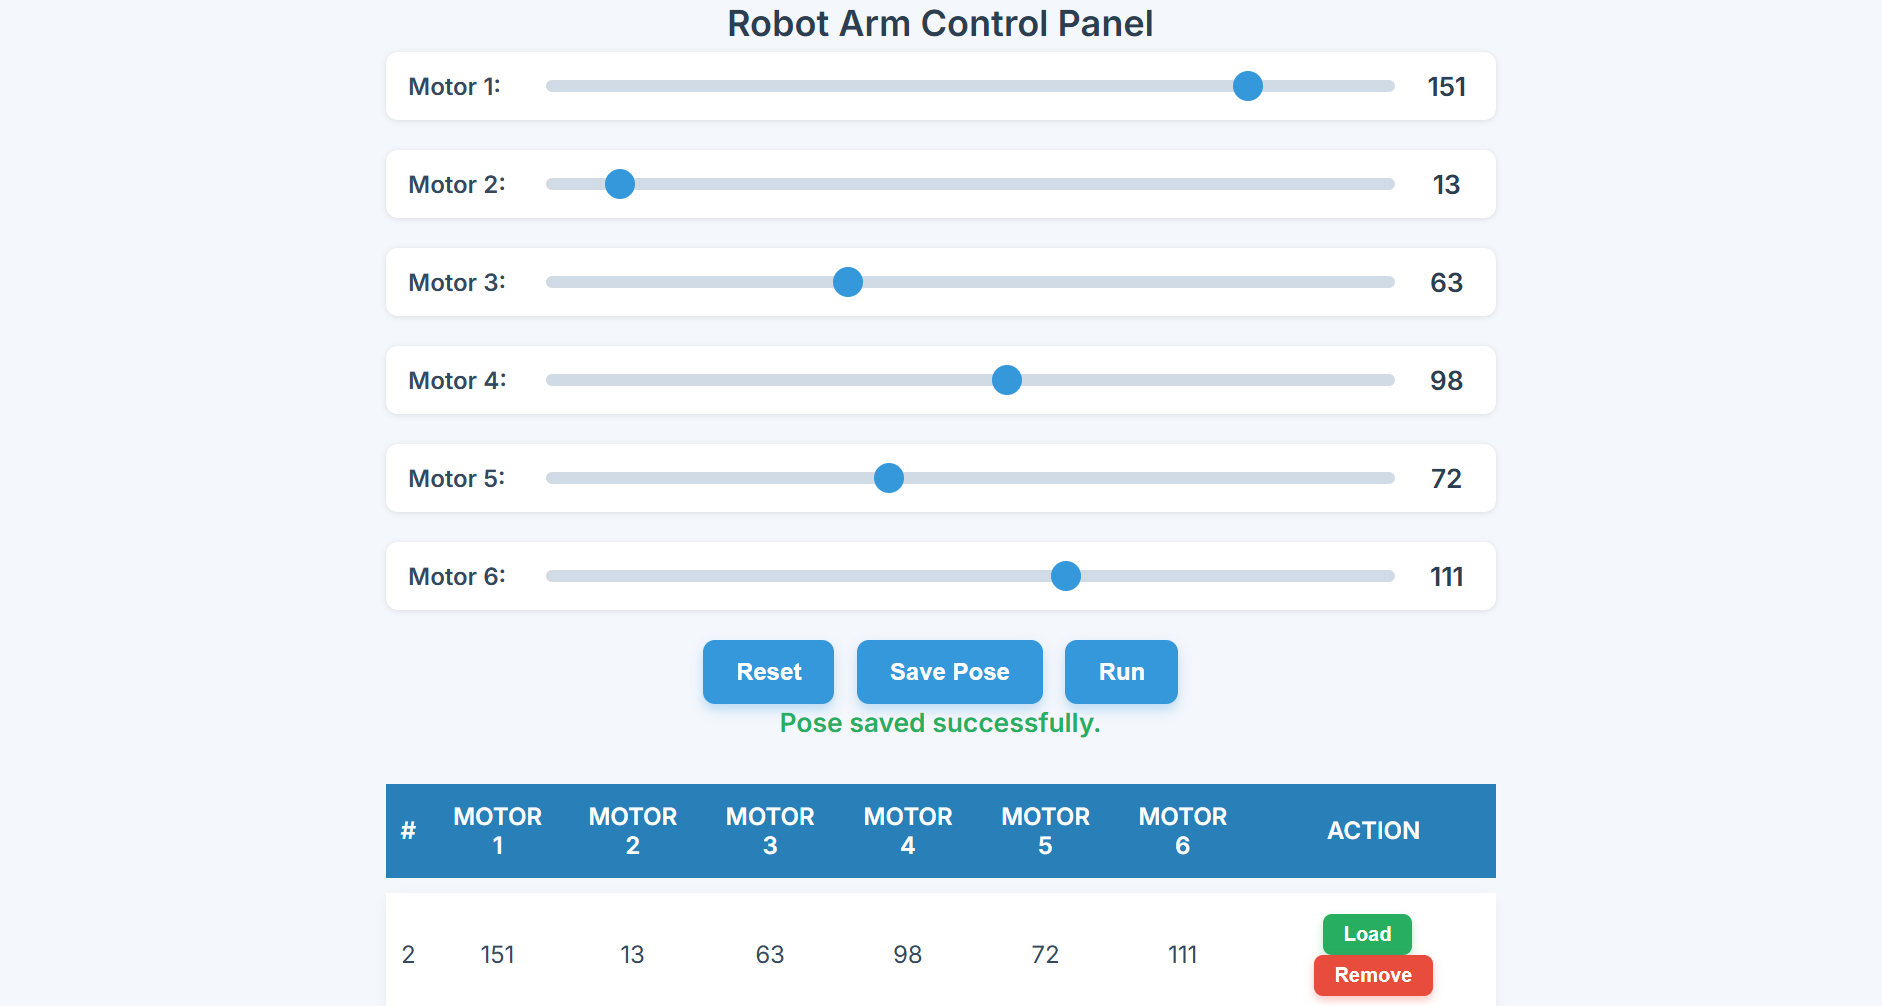 Robot Arm Control Panel
Motor 1: 151
Motor 2: 13
Motor 3: 63
Motor 4: 98
Motor 5: 72
Motor 6: 111
Reset Save Pose Run
Pose saved successfully.
# MOTOR 1 MOTOR 2 MOTOR 3 MOTOR 4 MOTOR 5 MOTOR 6 ACTION
2 151 13 63 98 72 111 Load
Remove